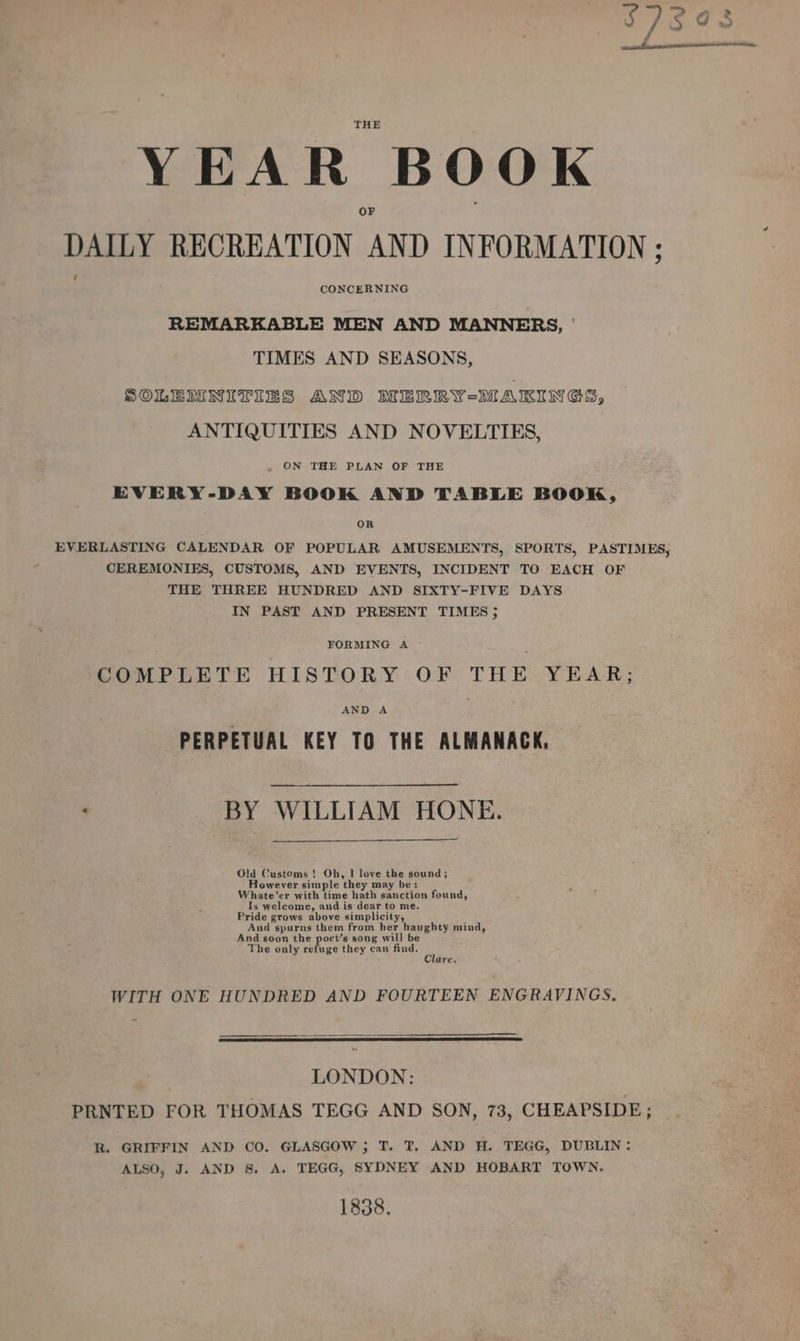 37303
THE
YEAR BOOK
OF
DAILY RECREATION AND INFORMATION;
CONCERNING
REMARKABLE MEN AND MANNERS,
TIMES AND SEASONS,
SOLEMNITIES AND MERRY-MAKINGS,
ANTIQUITIES AND NOVELTIES,
ON THE PLAN OF THE
EVERY-DAY BOOK AND TABLE BOOK,
OR
EVERLASTING CALENDAR OF POPULAR AMUSEMENTS, SPORTS, PASTIMES,
CEREMONIES, CUSTOMS, AND EVENTS, INCIDENT TO EACH OF
THE THREE HUNDRED AND SIXTY-FIVE DAYS
IN PAST AND PRESENT TIMES;
FORMING A
COMPLETE HISTORY OF THE YEAR;
AND A
PERPETUAL KEY TO THE ALMANACK.
BY WILLIAM HONE.
Old Customs! Oh, I love the sound;
However simple they may be:
Whate'er with time hath sanction found,
Is welcome, and is dear to me.
Pride grows above simplicity,
And spurns them from her haughty mind,
And soon the poet's song will be
The only refuge they can find.
Clare.
WITH ONE HUNDRED AND FOURTEEN ENGRAVINGS.
LONDON:
PRNTED FOR THOMAS TEGG AND SON, 73, CHEAPSIDE;
R. GRIFFIN AND CO. GLASGOW; T. T. AND H. TEGG, DUBLIN:
ALSO, J. AND S. A. TEGG, SYDNEY AND HOBART TOWN.
1838.